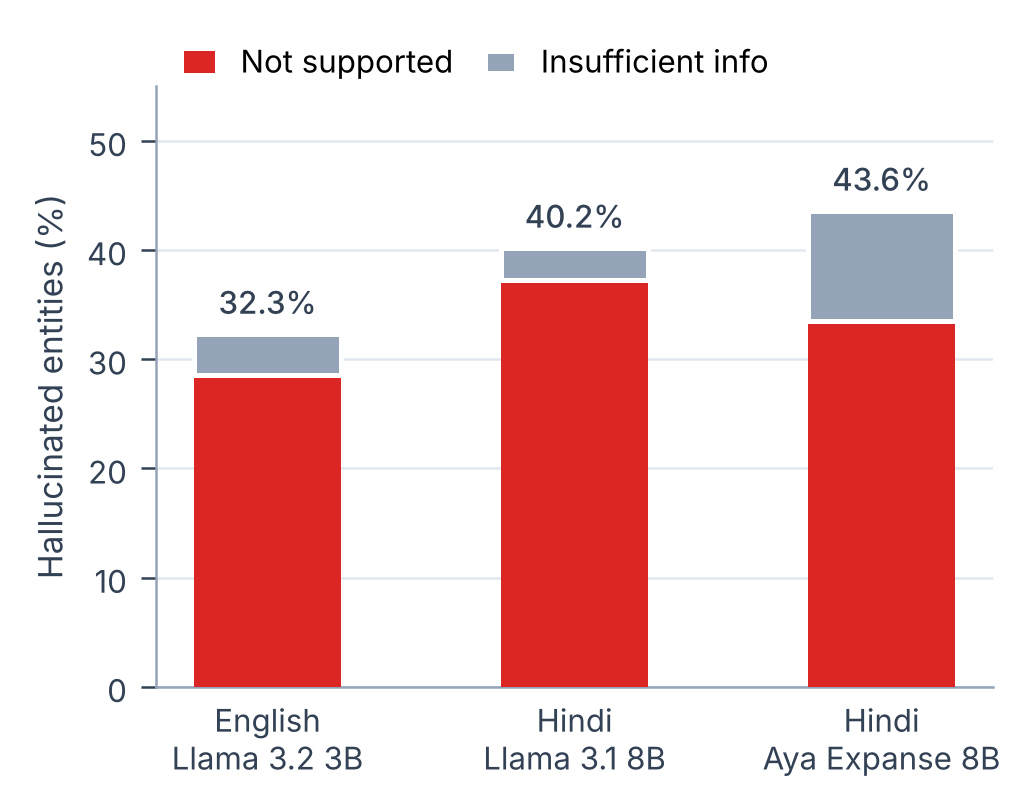 Not supported Insufficient info
Hallucinated entities (%)
50
40
30
20
10
0
32.3%
40.2%
43.6%
English
Llama 3.2 3B
Hindi
Llama 3.1 8B
Hindi
Aya Expanse 8B